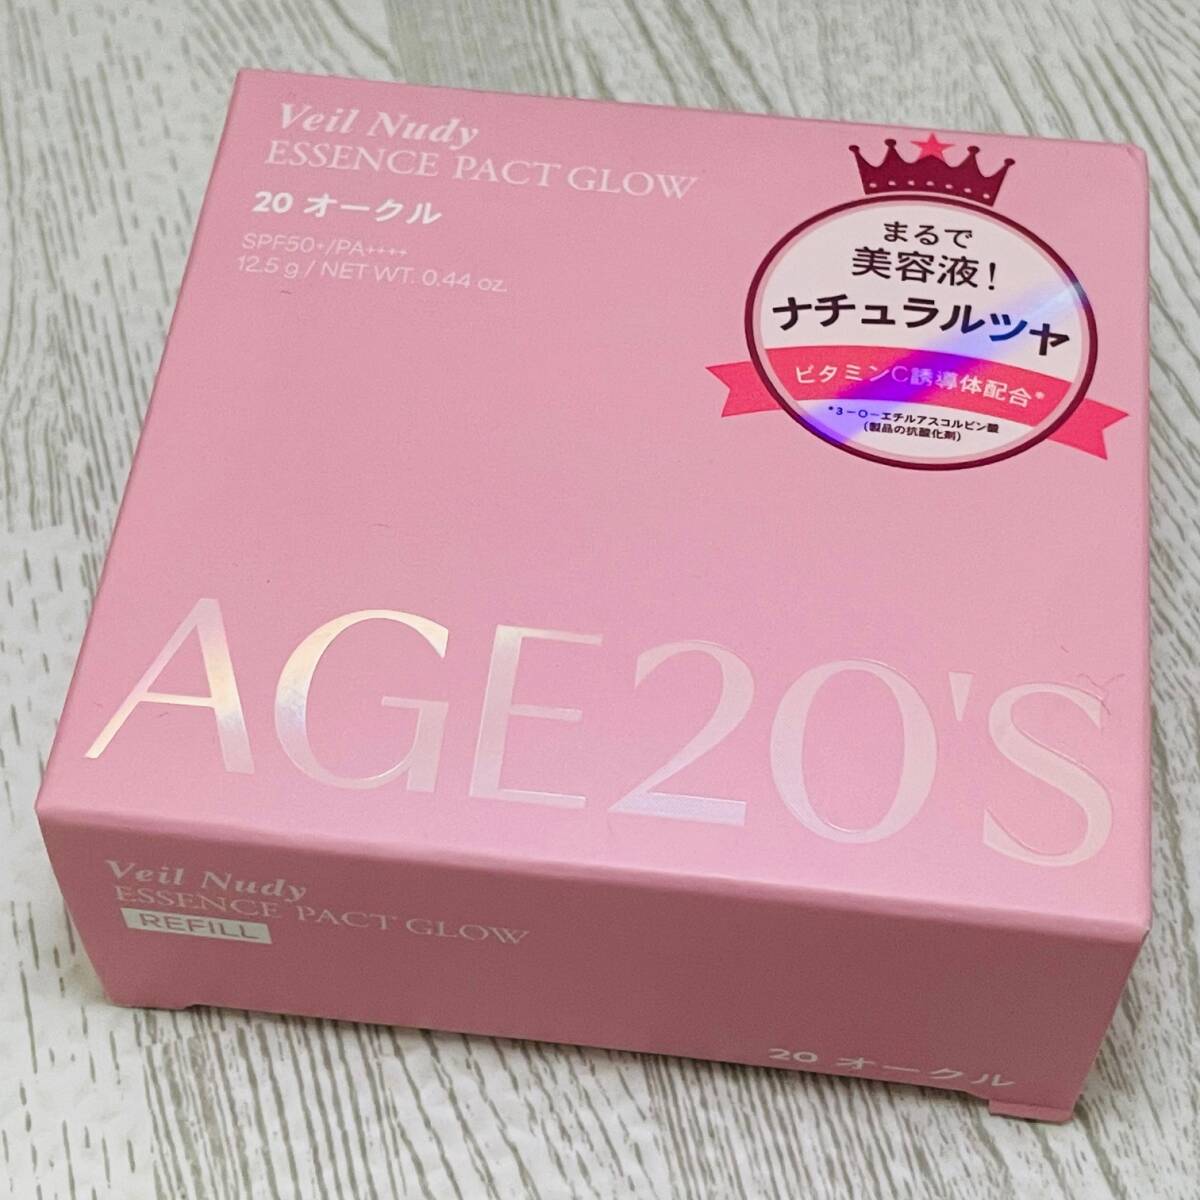 Veil Nudy
ESSENCE PACT GLOW
20 オークル
SPF50+/PA++++
12.5 g / NET WT. 0.44 oz.
まるで
美容液!
ナチュラルツヤ
ビタミンC誘導体配合*
*3-O-エチルアスコルビン酸
(製品の抗酸化剤)
AGE20'S
Veil Nudy
ESSENCE PACT GLOW
REFILL
20 オークル